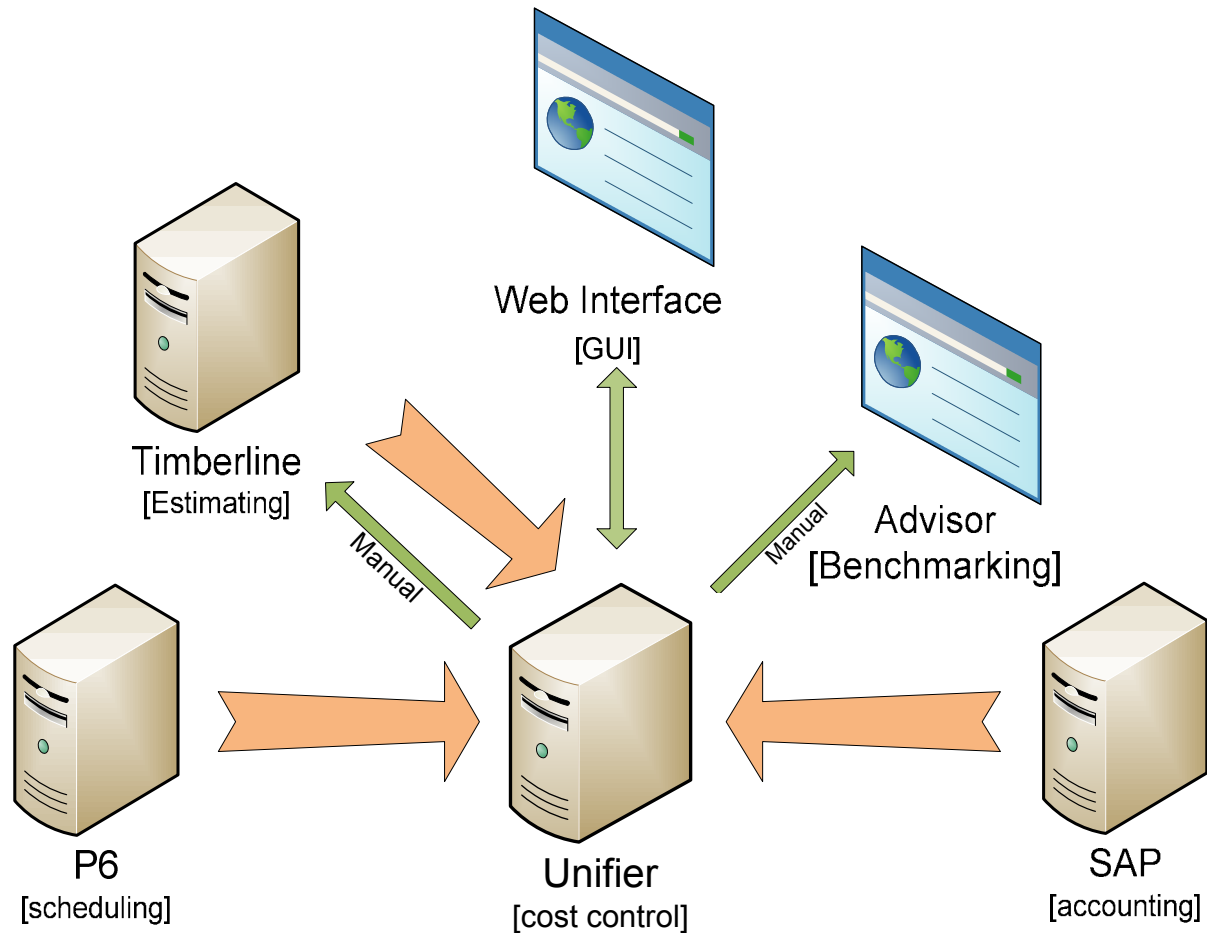 Web Interface
[GUI]
Timberline
[Estimating]
Manual
Manual
Advisor
[Benchmarking]
P6
[scheduling]
Unifier
[cost control]
SAP
[accounting]